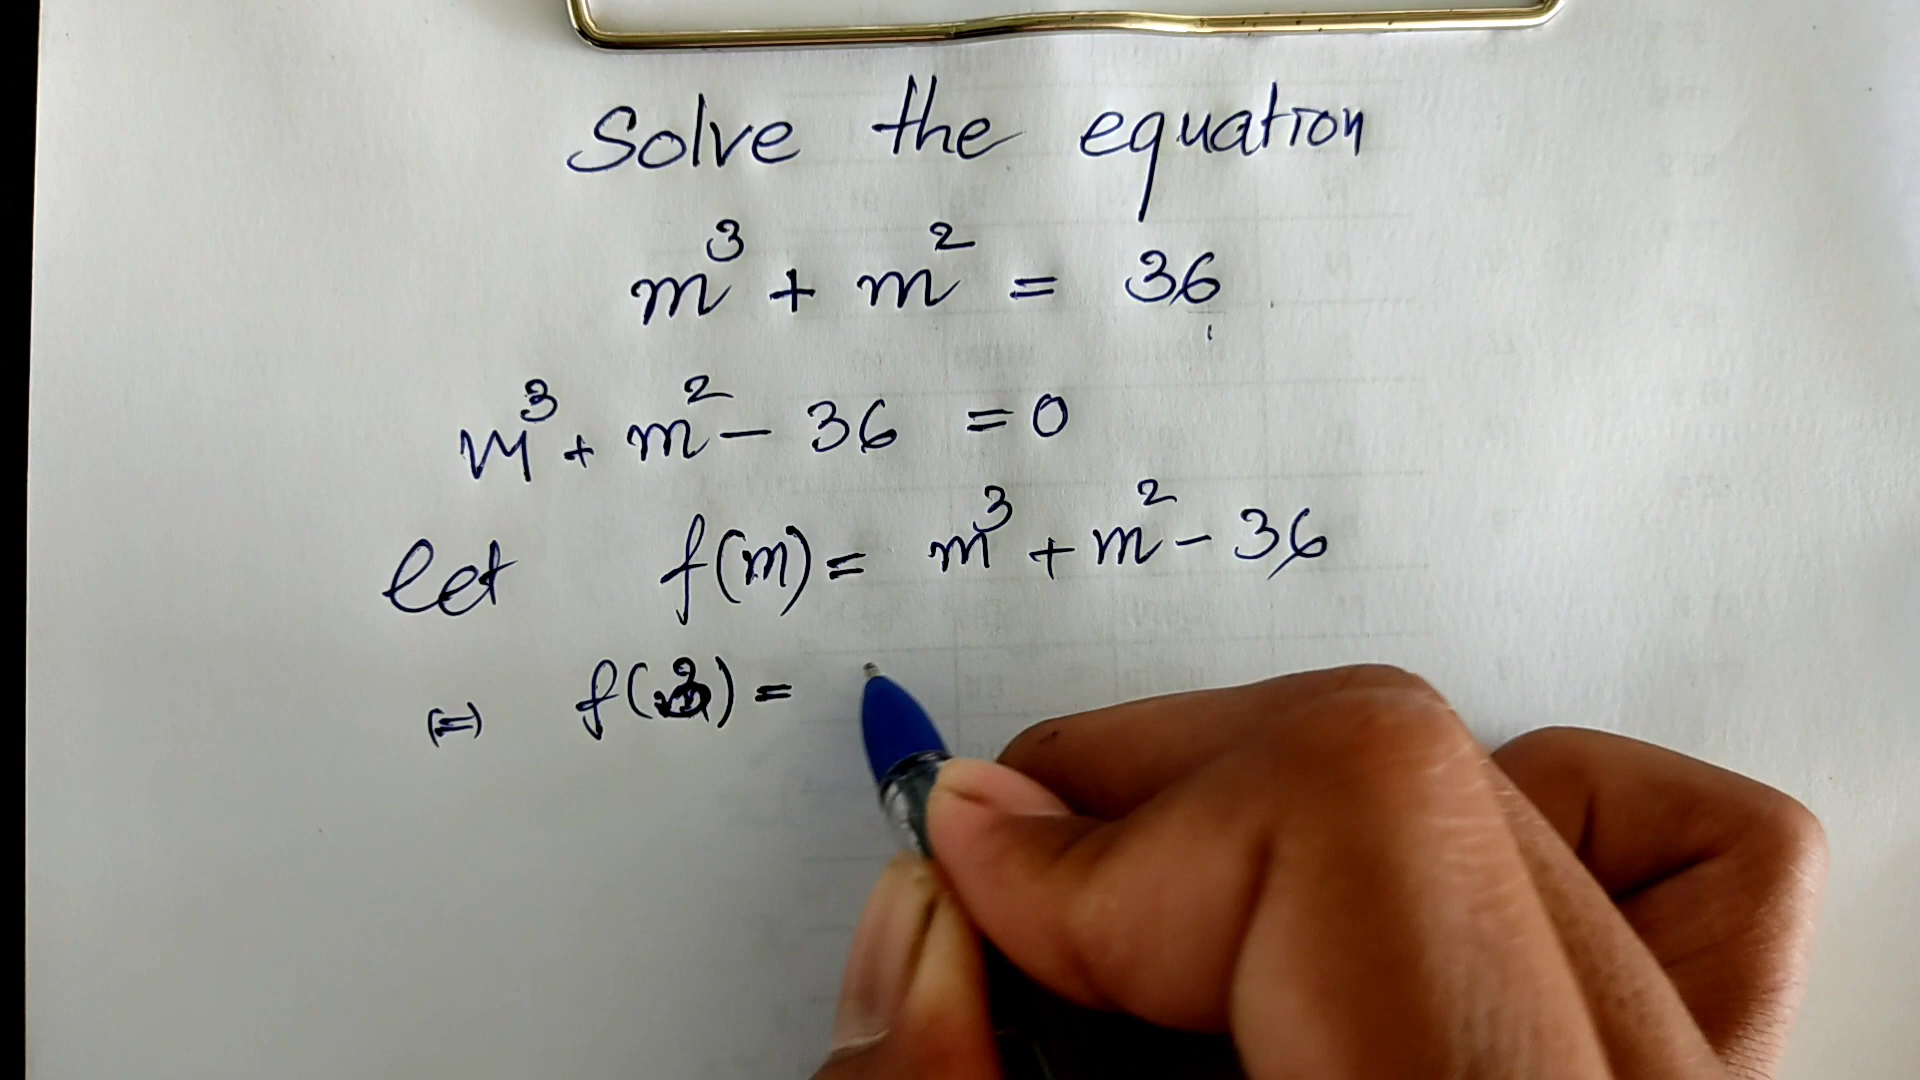 Solve the equation
m³ + m² = 36
m³ + m² - 36 = 0
let f(m) = m³ + m² - 36
(=) f(3) =